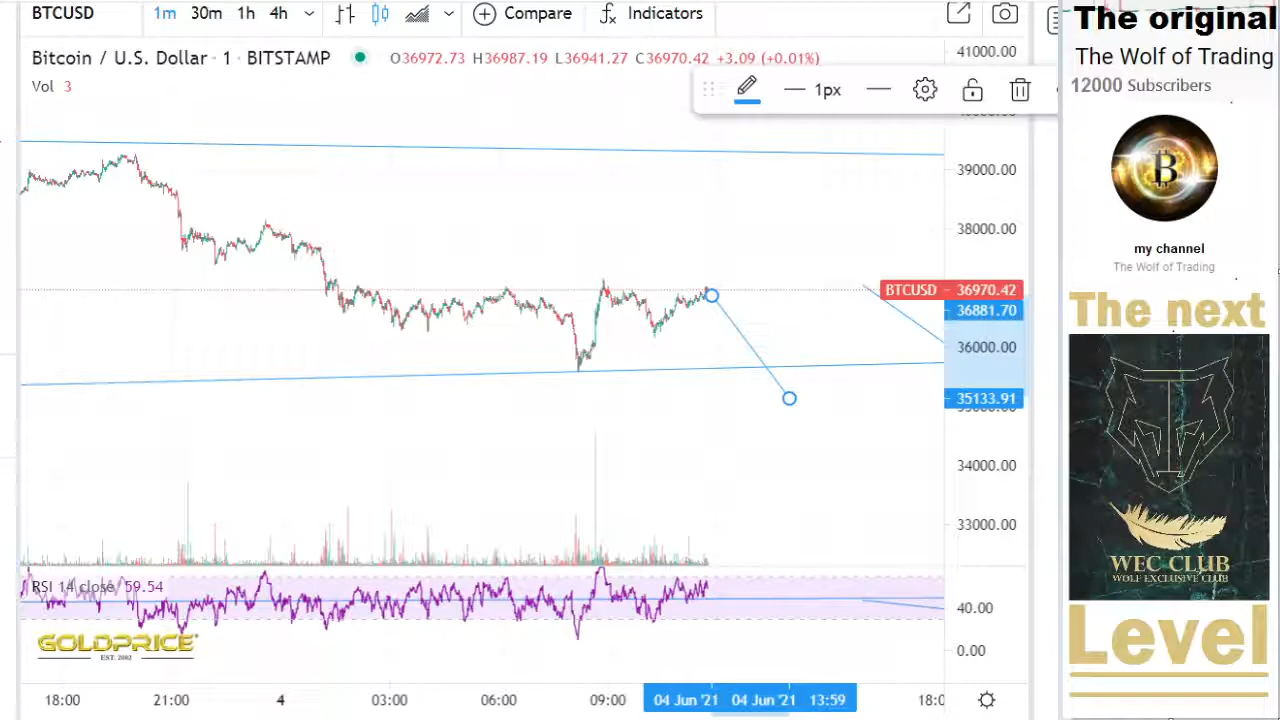 BTCUSD 1m 30m 1h 4h Compare Indicators
Bitcoin / U.S. Dollar · 1 · BITSTAMP O36972.73 H36987.19 L36941.27 C36970.42 +3.09 (+0.01%)
Vol 3
1px
41000.00
39000.00
38000.00
BTCUSD 36970.42
36881.70
36000.00
35133.91
34000.00
33000.00
RSI 14 close 59.54
40.00
0.00
GOLDPRICE
EST. 2002
18:00 21:00 4 03:00 06:00 09:00 04 Jun '21 04 Jun '21 13:59
The original
The Wolf of Trading
12000 Subscribers
my channel
The Wolf of Trading
The next
WEC CLUB
WOLF EXCLUSIVE CLUB
Level